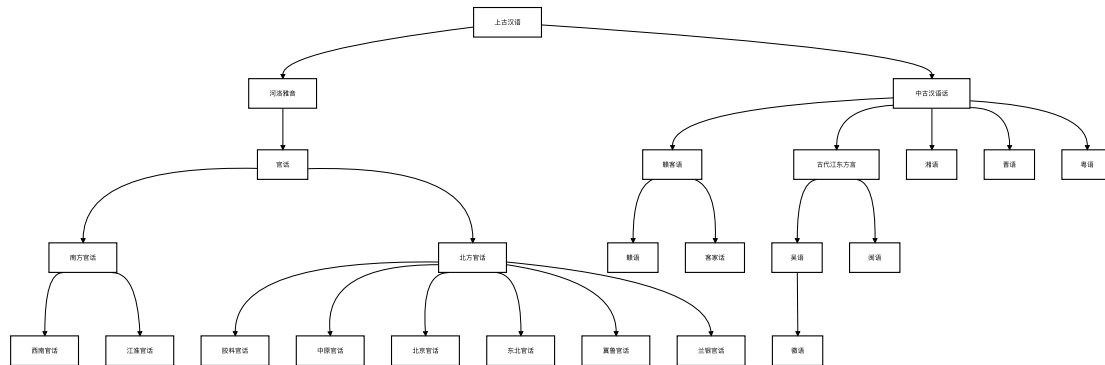 上古汉语
河洛雅音
中古汉语话
官话
赣客语
古代江东方言
湘语
晋语
粤语
南方官话
北方官话
赣语
客家话
吴语
闽语
西南官话
江淮官话
胶科官话
中原官话
北京官话
东北官话
冀鲁官话
兰银官话
徽语